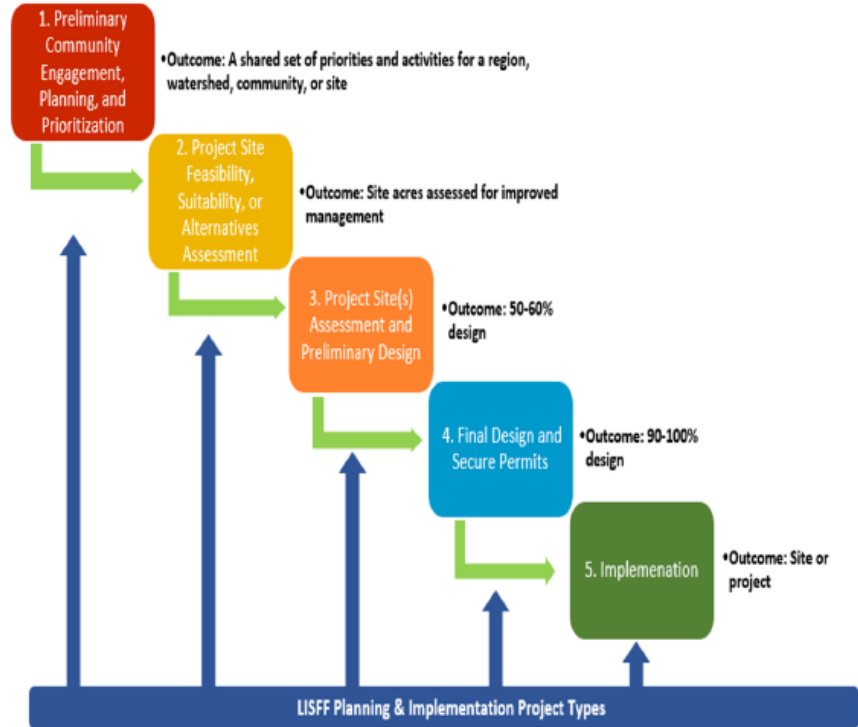 1. Preliminary
Community
Engagement,
Planning, and
Prioritization
•Outcome: A shared set of priorities and activities for a region,
watershed, community, or site
2. Project Site
Feasibility,
Suitability, or
Alternatives
Assessment
•Outcome: Site acres assessed for improved
management
3. Project Site(s)
Assessment and
Preliminary Design
•Outcome: 50-60%
design
4. Final Design and
Secure Permits
•Outcome: 90-100%
design
5. Implemenation
•Outcome: Site or
project
LISFF Planning & Implementation Project Types